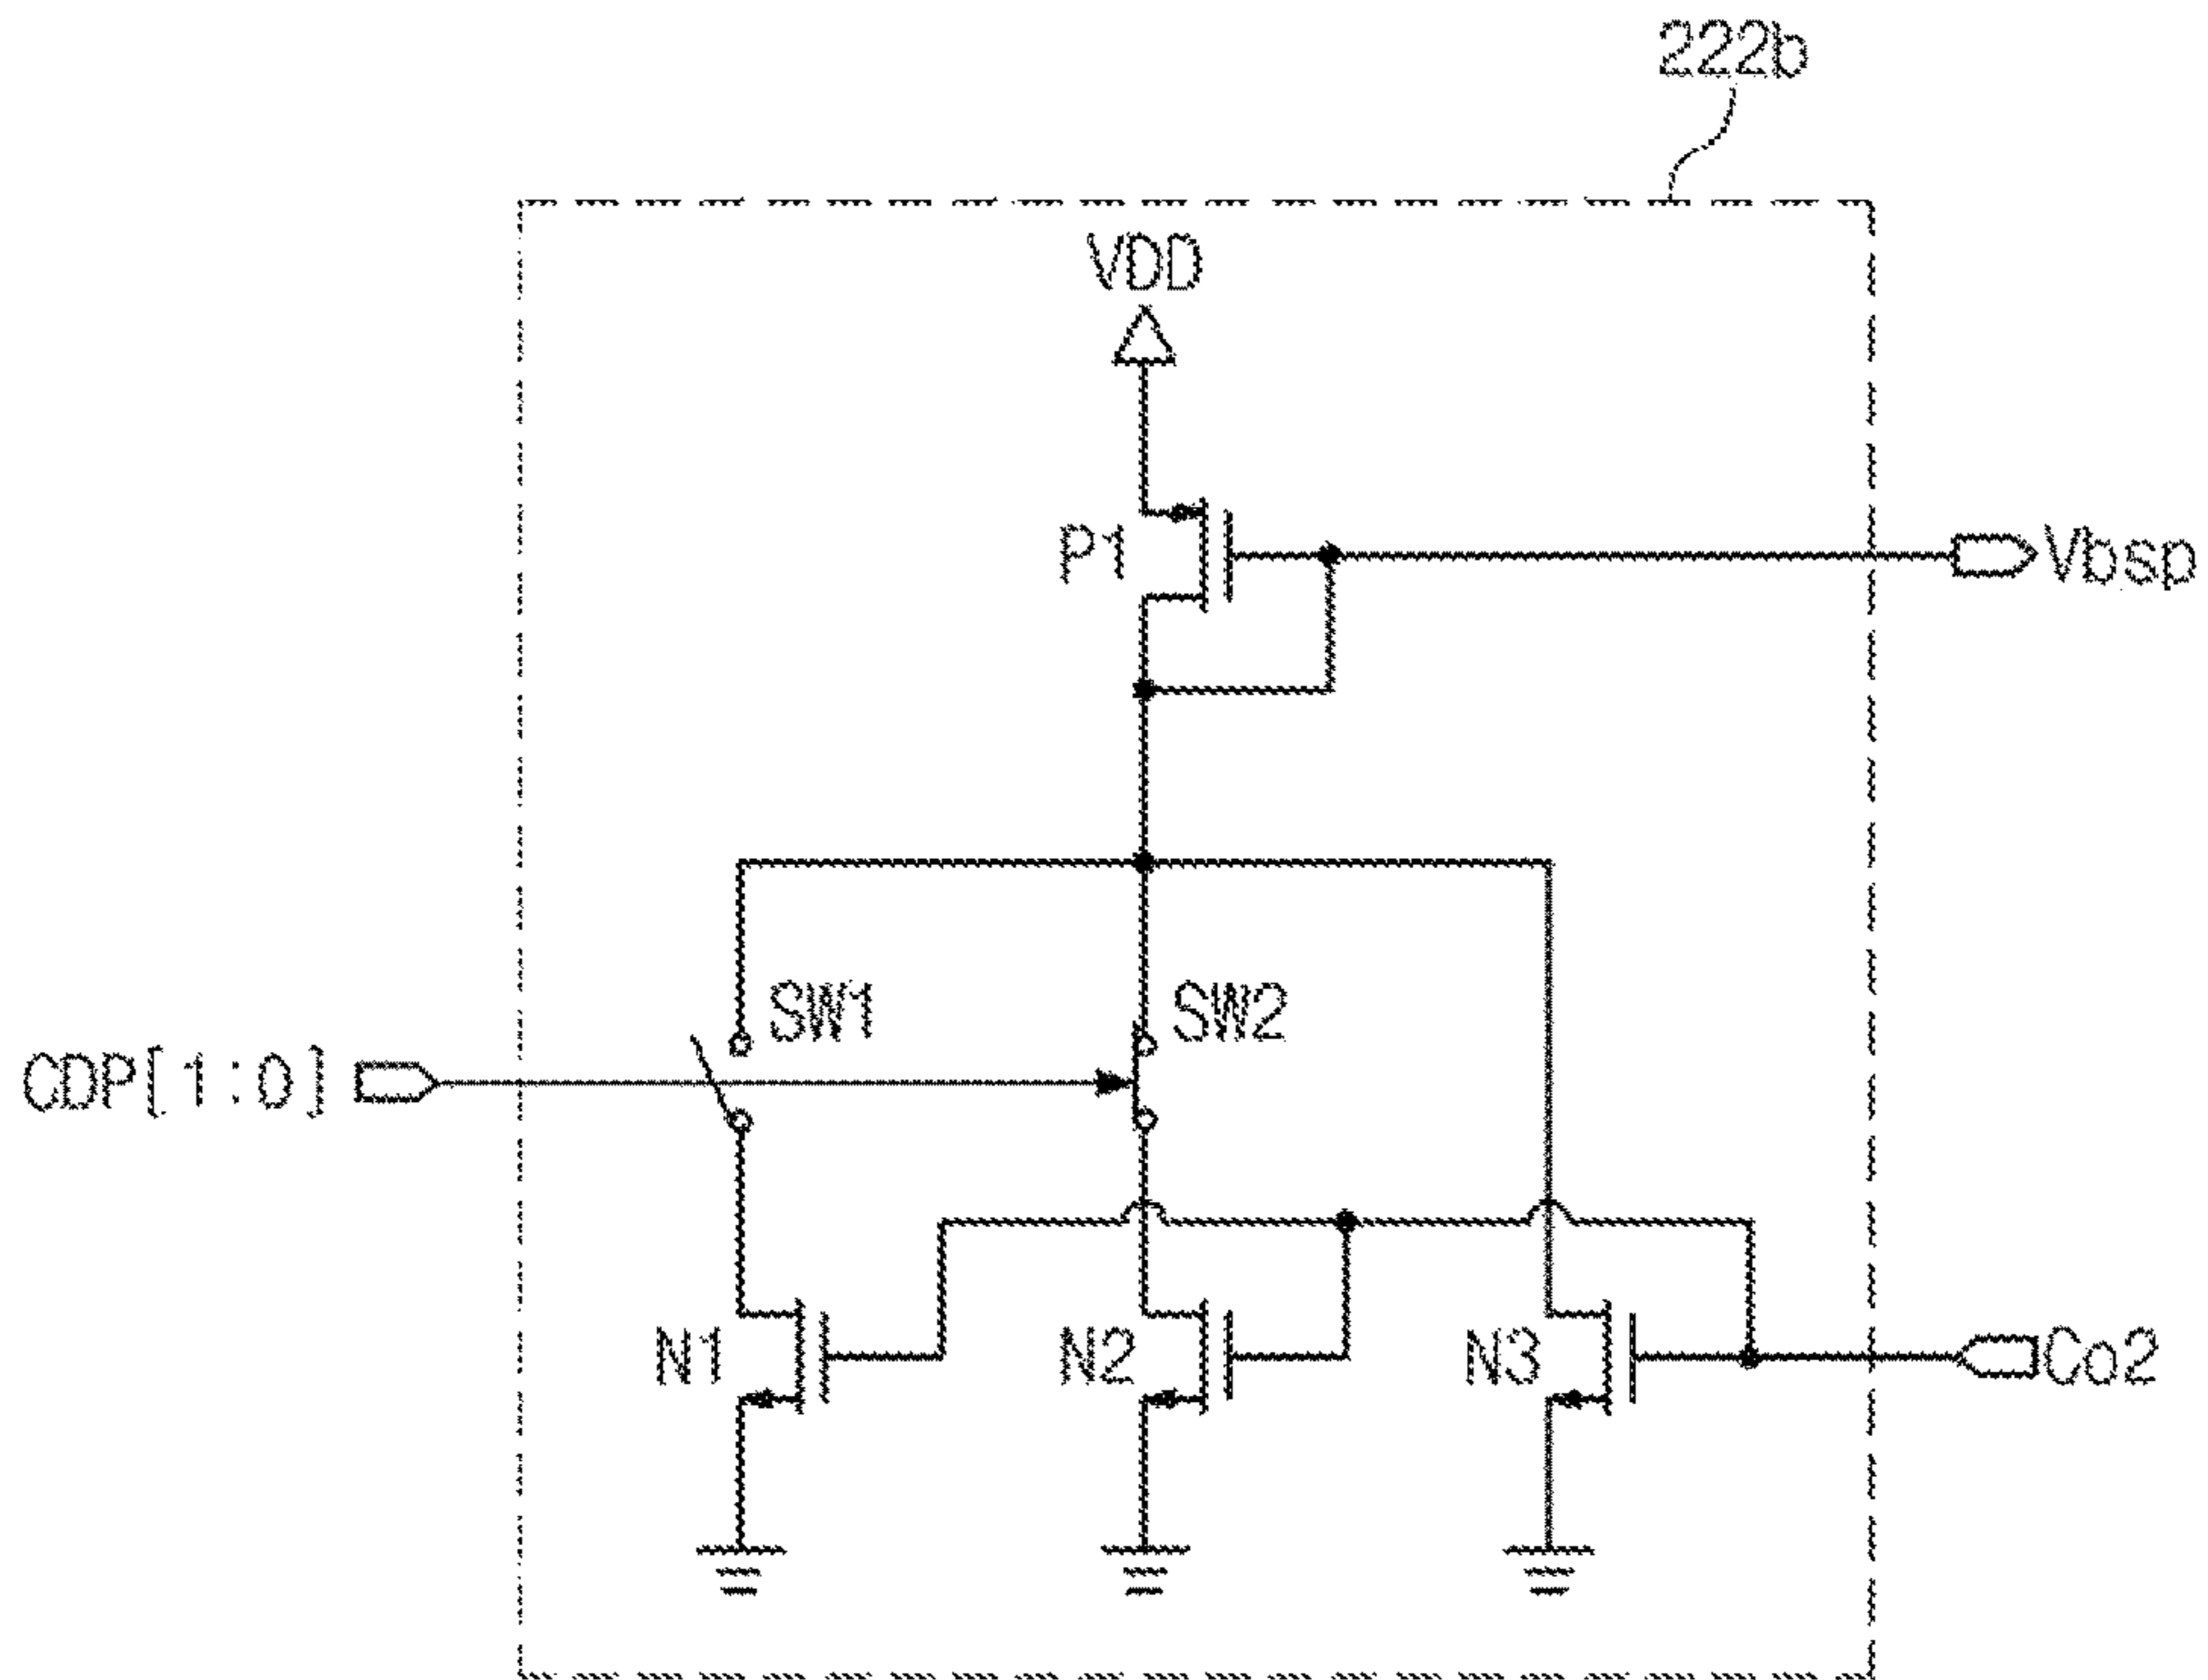 222b
VDD
P1
Vbsp
SW1
SW2
CDP[1:0]
N1
N2
N3
Co2